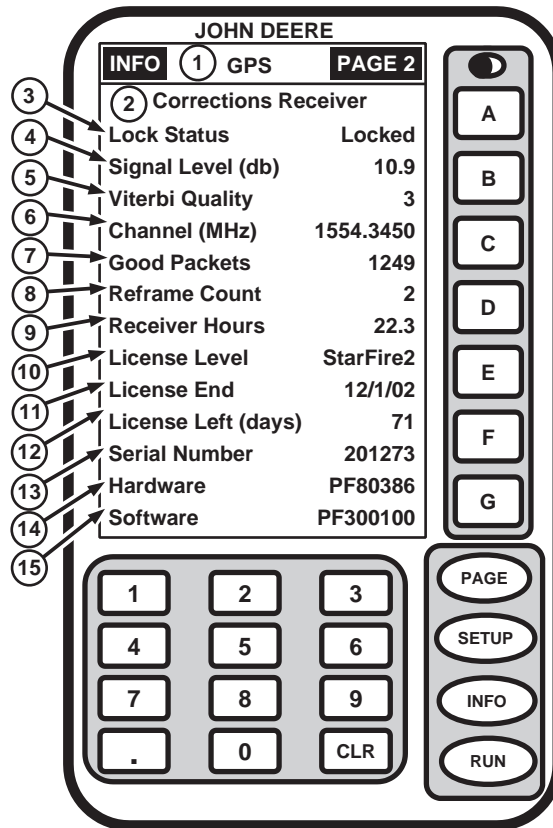 JOHN DEERE
INFO 1 GPS PAGE 2
2 Corrections Receiver
3 Lock Status Locked
4 Signal Level (db) 10.9
5 Viterbi Quality 3
6 Channel (MHz) 1554.3450
7 Good Packets 1249
8 Reframe Count 2
9 Receiver Hours 22.3
10 License Level StarFire2
11 License End 12/1/02
12 License Left (days) 71
13 Serial Number 201273
14 Hardware PF80386
15 Software PF300100
A
B
C
D
E
F
G
1 2 3
4 5 6
7 8 9
. 0 CLR
PAGE
SETUP
INFO
RUN